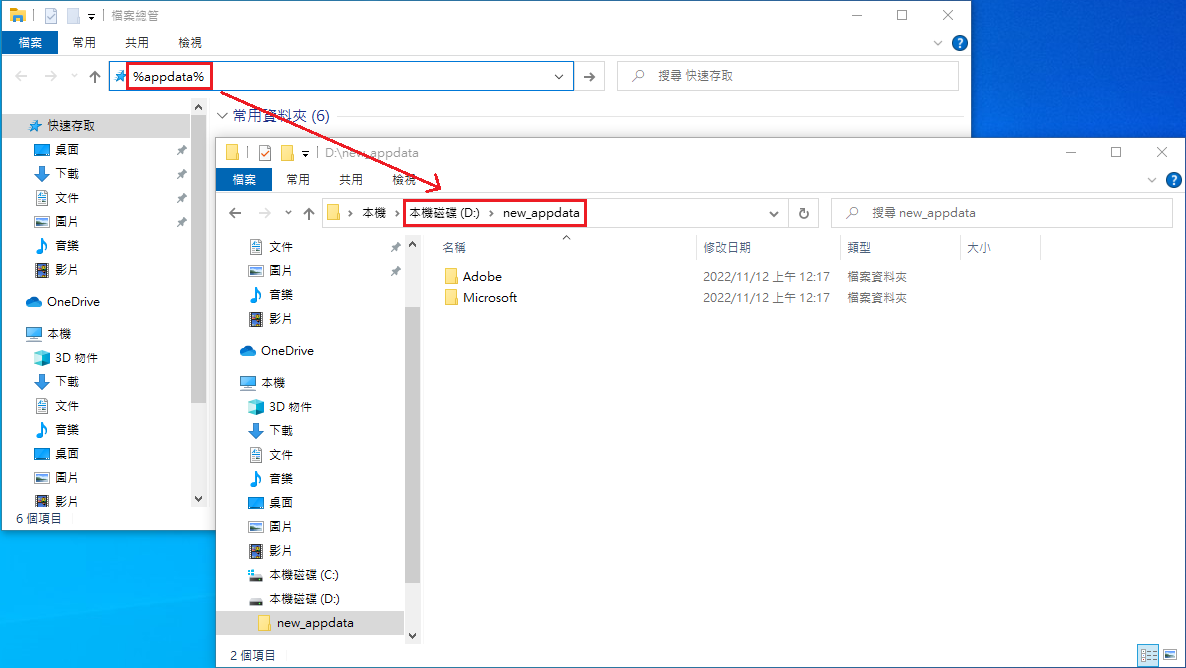 檔案總管
檔案 常用 共用 檢視
%appdata%
搜尋 快速存取
快速存取
桌面
下載
文件
圖片
音樂
影片
OneDrive
本機
3D 物件
下載
文件
音樂
桌面
圖片
影片
6 個項目
常用資料夾 (6)
D:\new_appdata
檔案 常用 共用 檢視
本機 本機磁碟 (D:) new_appdata
搜尋 new_appdata
文件
圖片
音樂
影片
OneDrive
本機
3D 物件
下載
文件
音樂
桌面
圖片
影片
本機磁碟 (C:)
本機磁碟 (D:)
new_appdata
名稱 修改日期 類型 大小
Adobe 2022/11/12 上午 12:17 檔案資料夾
Microsoft 2022/11/12 上午 12:17 檔案資料夾
2 個項目